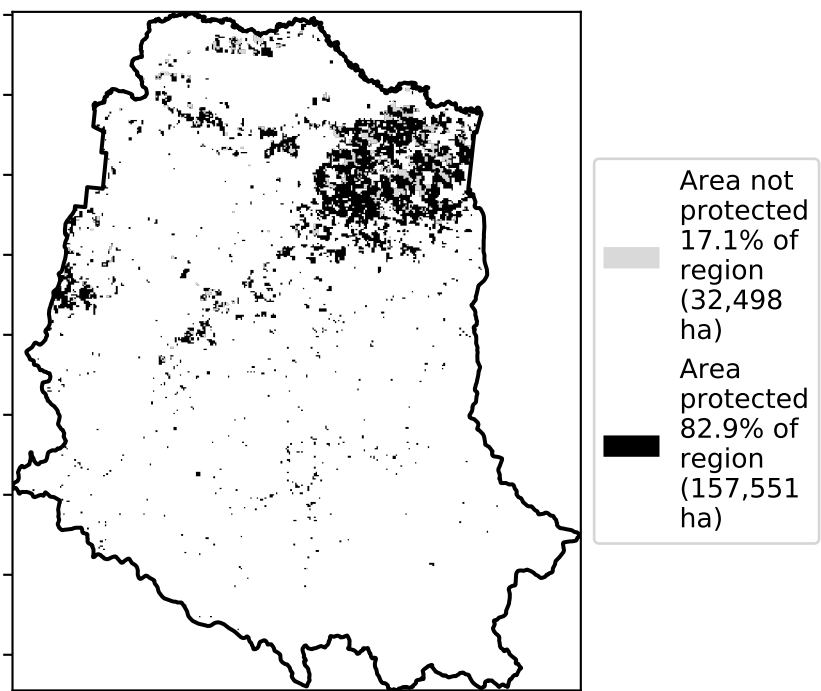 Area not
protected
17.1% of
region
(32,498
ha)
Area
protected
82.9% of
region
(157,551
ha)